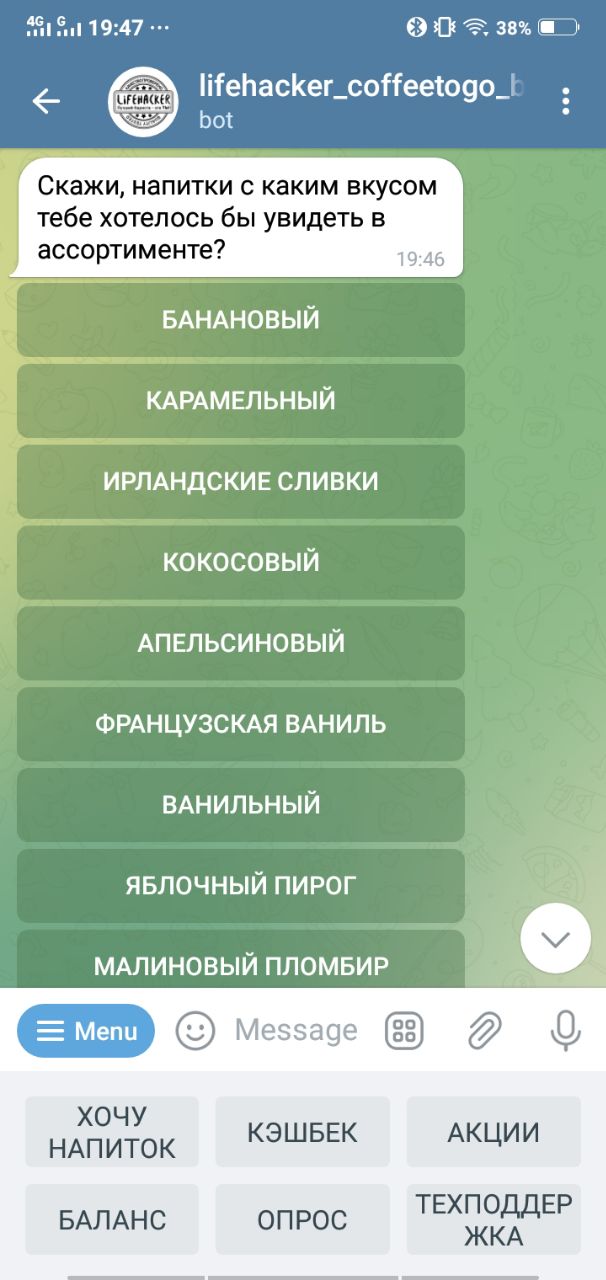 4G G 19:47 ... 38%
lifehacker_coffeetogo_b
bot
LIFEHACKER
Скажи, напитки с каким вкусом
тебе хотелось бы увидеть в
ассортименте?
19:46
БАНАНОВЫЙ
КАРАМЕЛЬНЫЙ
ИРЛАНДСКИЕ СЛИВКИ
КОКОСОВЫЙ
АПЕЛЬСИНОВЫЙ
ФРАНЦУЗСКАЯ ВАНИЛЬ
ВАНИЛЬНЫЙ
ЯБЛОЧНЫЙ ПИРОГ
МАЛИНОВЫЙ ПЛОМБИР
Menu
Message
ХОЧУ
НАПИТОК
КЭШБЕК
АКЦИИ
БАЛАНС
ОПРОС
ТЕХПОДДЕР
ЖКА